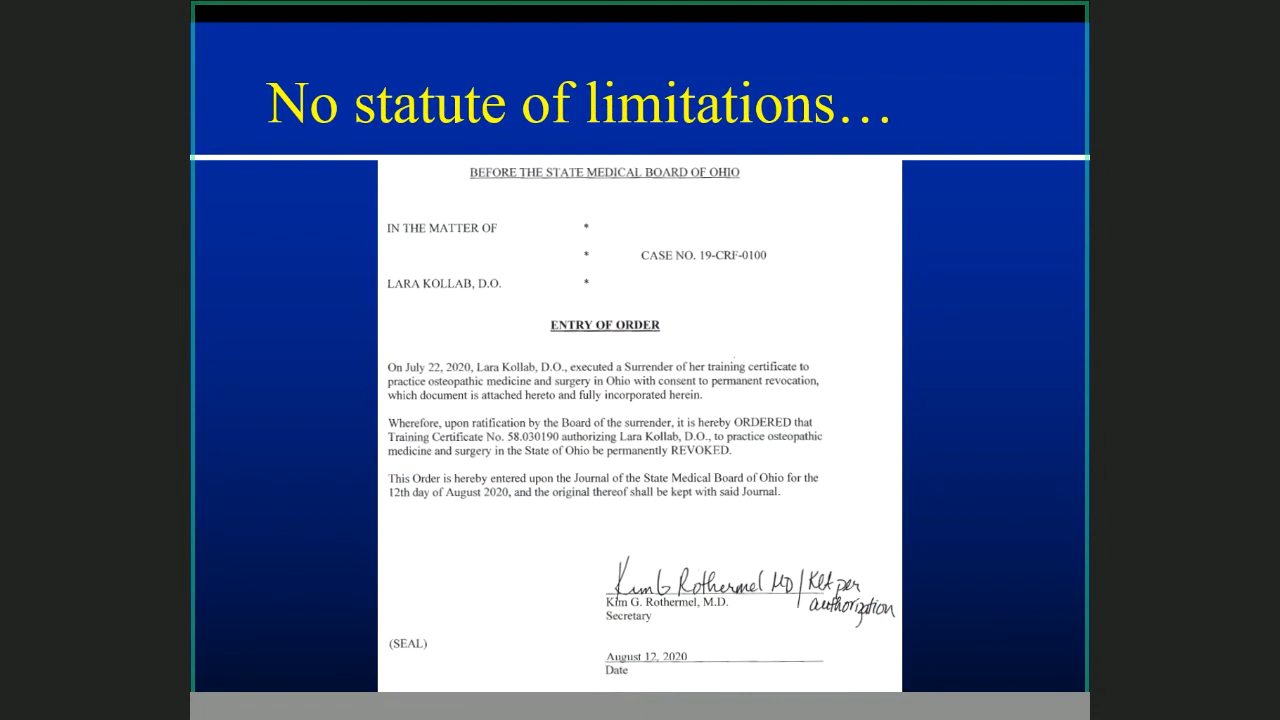 No statute of limitations…
BEFORE THE STATE MEDICAL BOARD OF OHIO
IN THE MATTER OF *
* CASE NO. 19-CRF-0100
LARA KOLLAB, D.O. *
ENTRY OF ORDER
On July 22, 2020, Lara Kollab, D.O., executed a Surrender of her training certificate to
practice osteopathic medicine and surgery in Ohio with consent to permanent revocation,
which document is attached hereto and fully incorporated herein.
Wherefore, upon ratification by the Board of the surrender, it is hereby ORDERED that
Training Certificate No. 58.030190 authorizing Lara Kollab, D.O., to practice osteopathic
medicine and surgery in the State of Ohio be permanently REVOKED.
This Order is hereby entered upon the Journal of the State Medical Board of Ohio for the
12th day of August 2020, and the original thereof shall be kept with said Journal.
Kim G Rothermel MD / per
authorization
Kim G. Rothermel, M.D.
Secretary
(SEAL)
August 12, 2020
Date